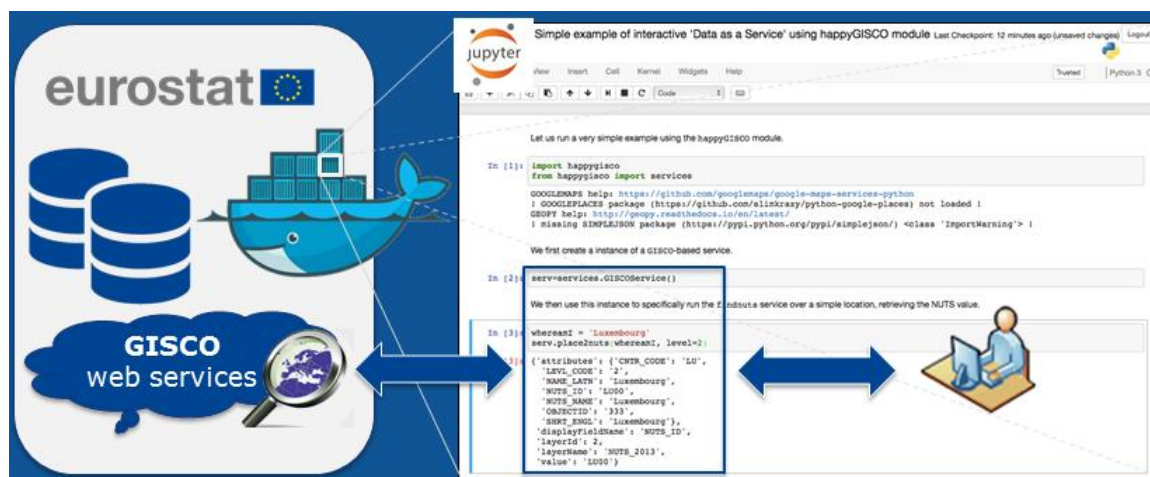 eurostat
GISCO
web services
jupyter
Simple example of interactive 'Data as a Service' using happyGISCO module Last Checkpoint: 12 minutes ago (unsaved changes) Logout
View Insert Cell Kernel Widgets Help
Trusted Python 3
Code
Let us run a very simple example using the happyGISCO module.
In [1]: import happygisco
from happygisco import services
GOOGLEMAPS help: https://github.com/googlemaps/google-maps-services-python
! GOOGLEPLACES package (https://github.com/slimkrazy/python-google-places) not loaded !
GEOPY help: http://geopy.readthedocs.io/en/latest/
! missing SIMPLEJSON package (https://pypi.python.org/pypi/simplejson/) <class 'ImportWarning'> !
We first create a instance of a GISCO-based service.
In [2]: serv=services.GISCOService()
We then use this instance to specifically run the findnuts service over a simple location, retrieving the NUTS value.
In [3]: whereamI = 'Luxembourg'
serv.place2nuts(whereamI, level=2)
{'attributes': {'CNTR_CODE': 'LU',
'LEVL_CODE': '2',
'NAME_LATN': 'Luxembourg',
'NUTS_ID': 'LU00',
'NUTS_NAME': 'Luxembourg',
'OBJECTID': '333',
'SHRT_ENGL': 'Luxembourg'},
'displayFieldName': 'NUTS_ID',
'layerId': 2,
'layerName': 'NUTS_2013',
'value': 'LU00'}